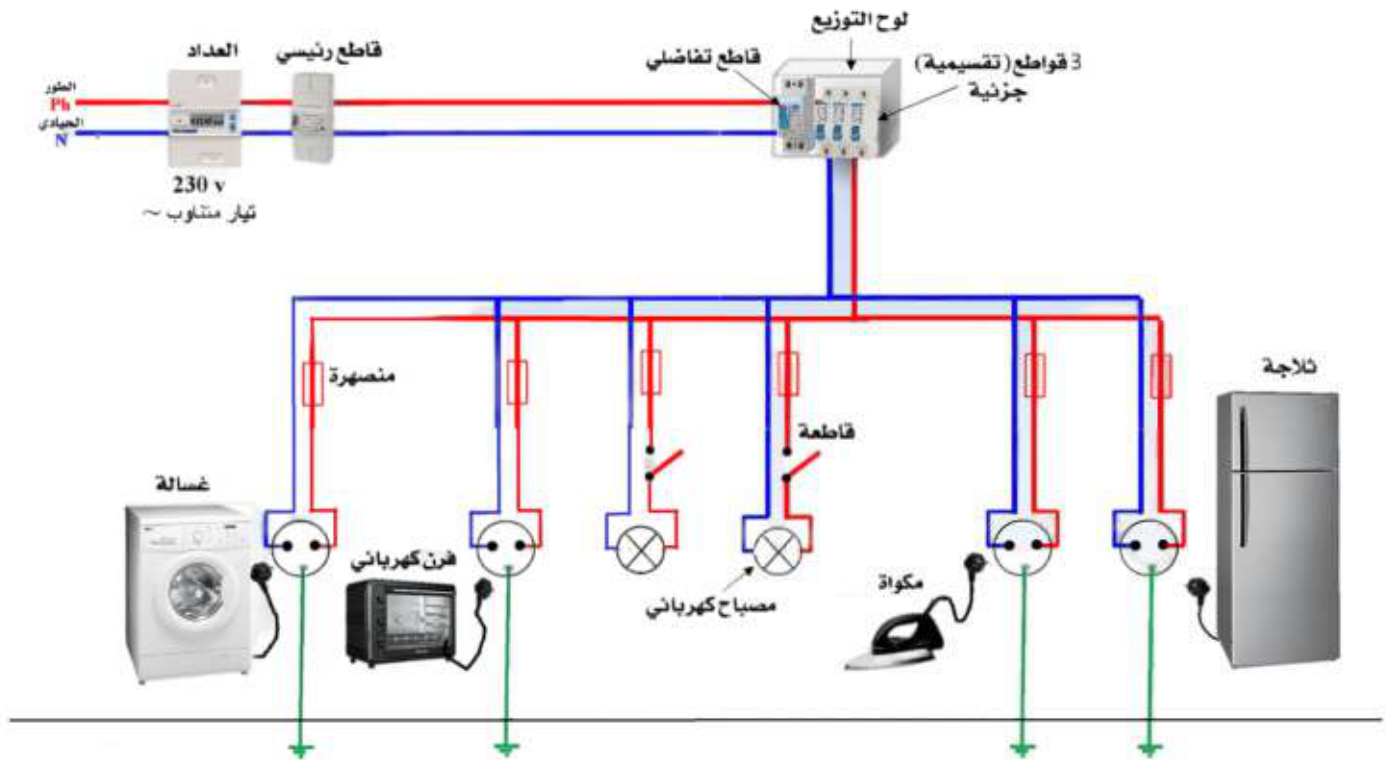 لوح التوزيع
العداد
قاطع رئيسي
قاطع تفاضلي
3 قواطع (تقسيمية)
جزئية
الطور
Ph
الحيادي
N
230 v
تيار متناوب ~
منصهرة
ثلاجة
قاطعة
غسالة
فرن كهربائي
مكواة
مصباح كهربائي